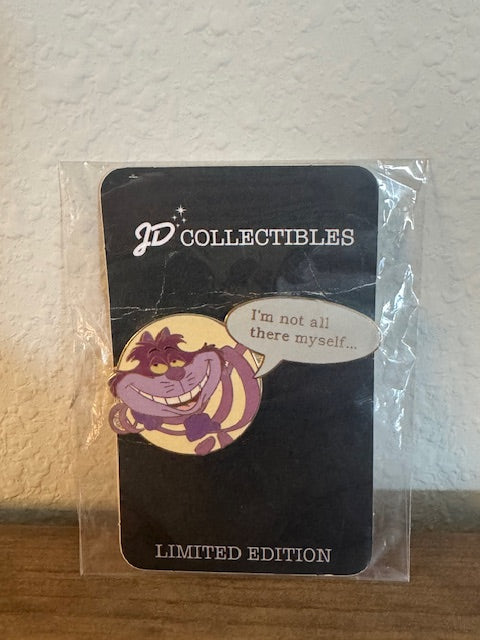 JD COLLECTIBLES
I'm not all
there myself...
LIMITED EDITION